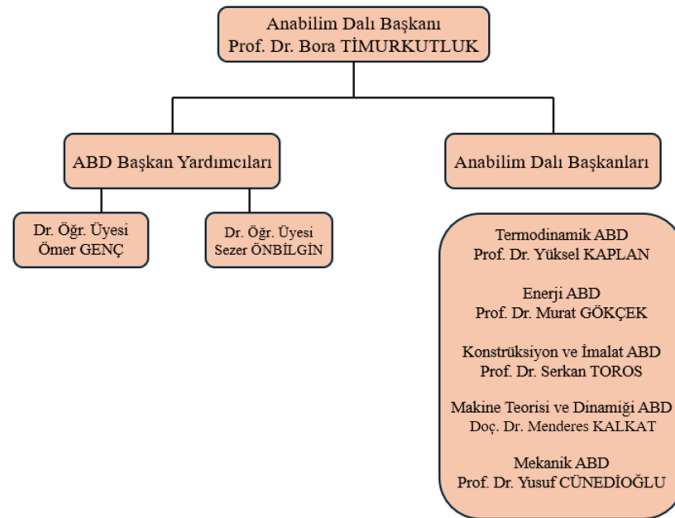 Anabilim Dalı Başkanı
Prof. Dr. Bora TİMURKUTLUK
ABD Başkan Yardımcıları
Anabilim Dalı Başkanları
Dr. Öğr. Üyesi
Ömer GENÇ
Dr. Öğr. Üyesi
Sezer ÖNBİLGİN
Termodinamik ABD
Prof. Dr. Yüksel KAPLAN
Enerji ABD
Prof. Dr. Murat GÖKÇEK
Konstrüksiyon ve İmalat ABD
Prof. Dr. Serkan TOROS
Makine Teorisi ve Dinamiği ABD
Doç. Dr. Menderes KALKAT
Mekanik ABD
Prof. Dr. Yusuf CÜNEDİOĞLU